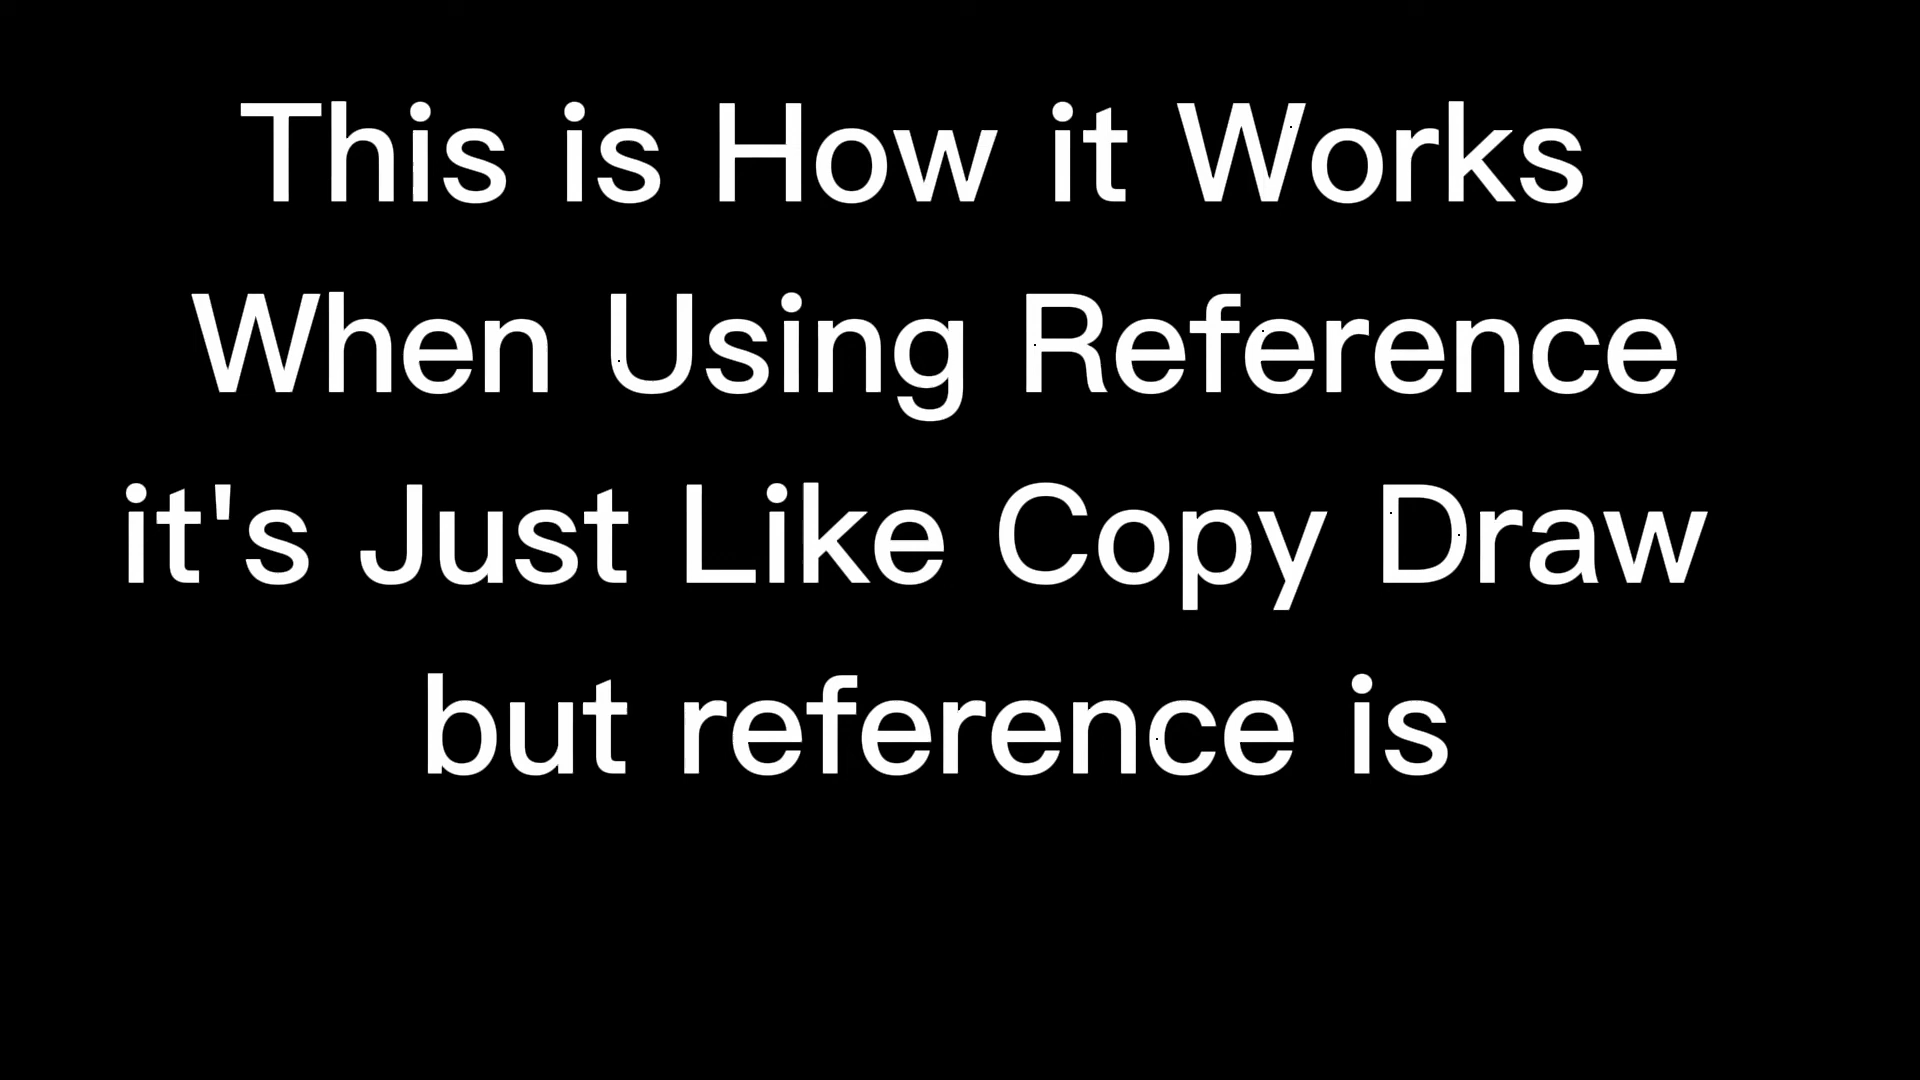 This is How it Works
When Using Reference
it's Just Like Copy Draw
but reference is